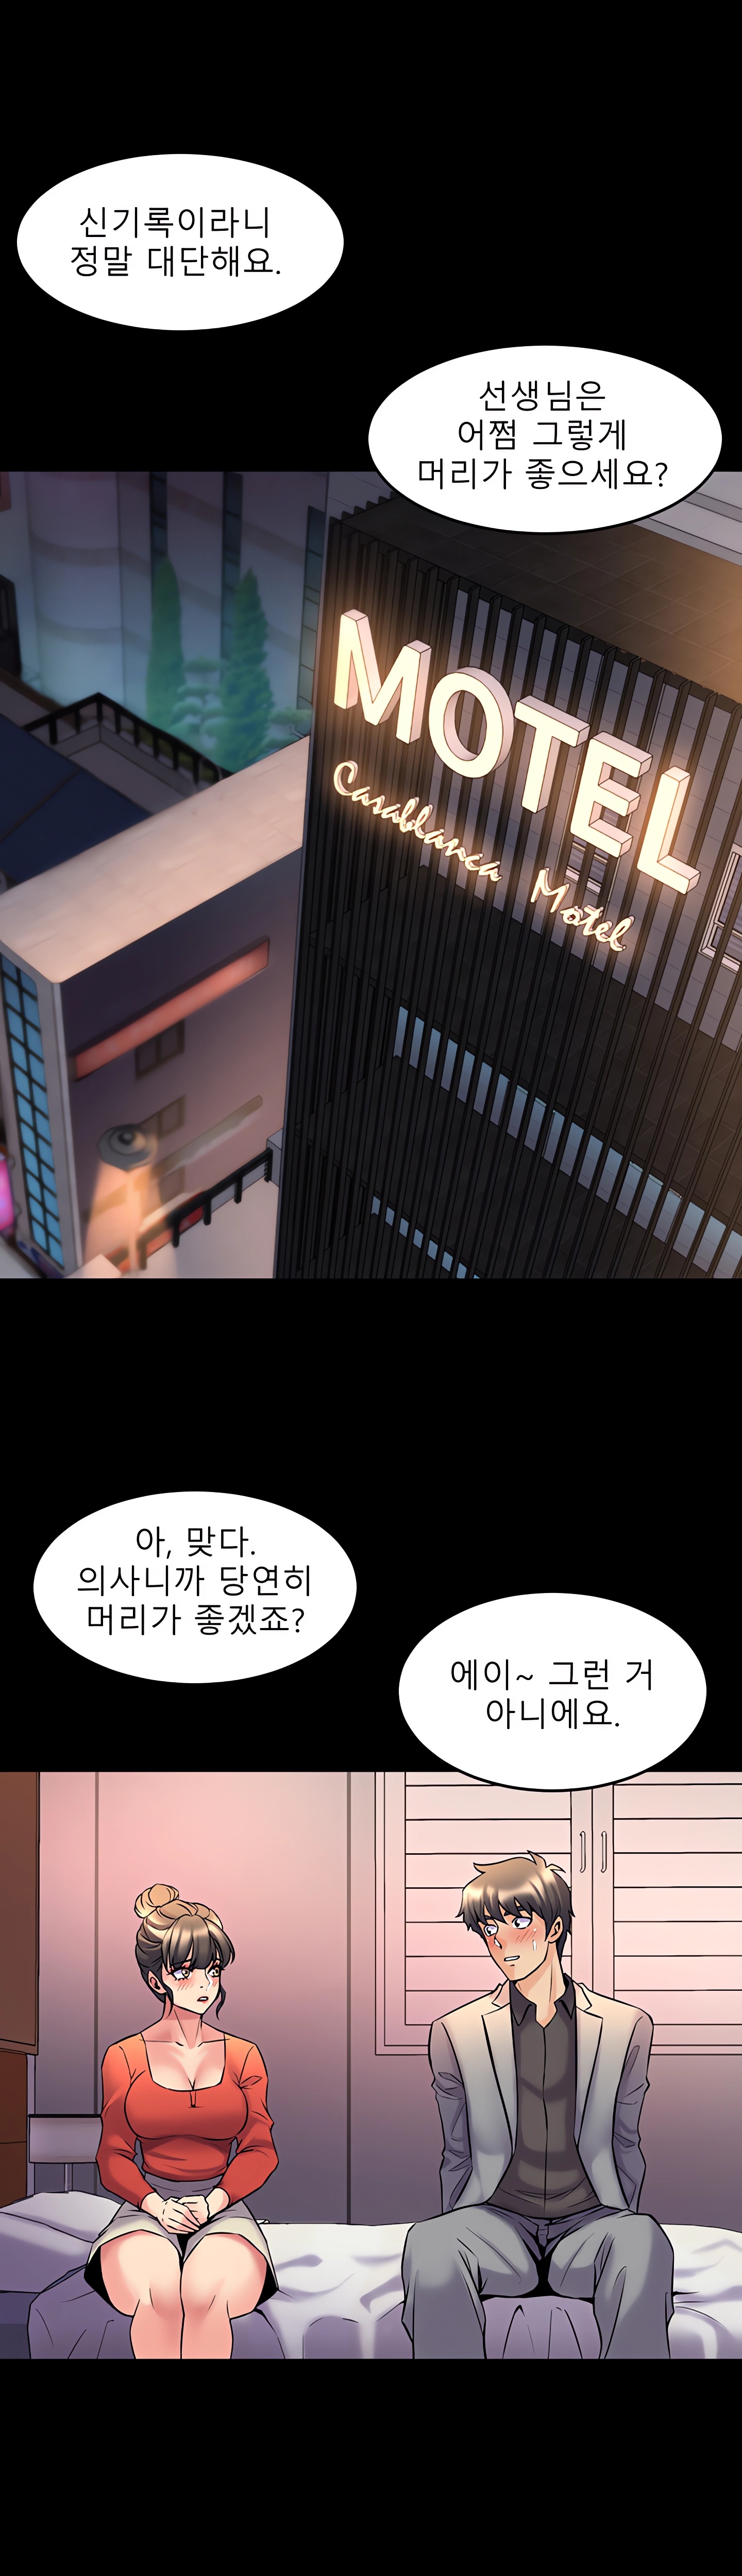 신기록이라니
정말 대단해요.
선생님은
어쩜 그렇게
머리가 좋으세요?
MOTEL
Casablanca Motel
아, 맞다.
의사니까 당연히
머리가 좋겠죠?
에이~ 그런 거
아니에요.